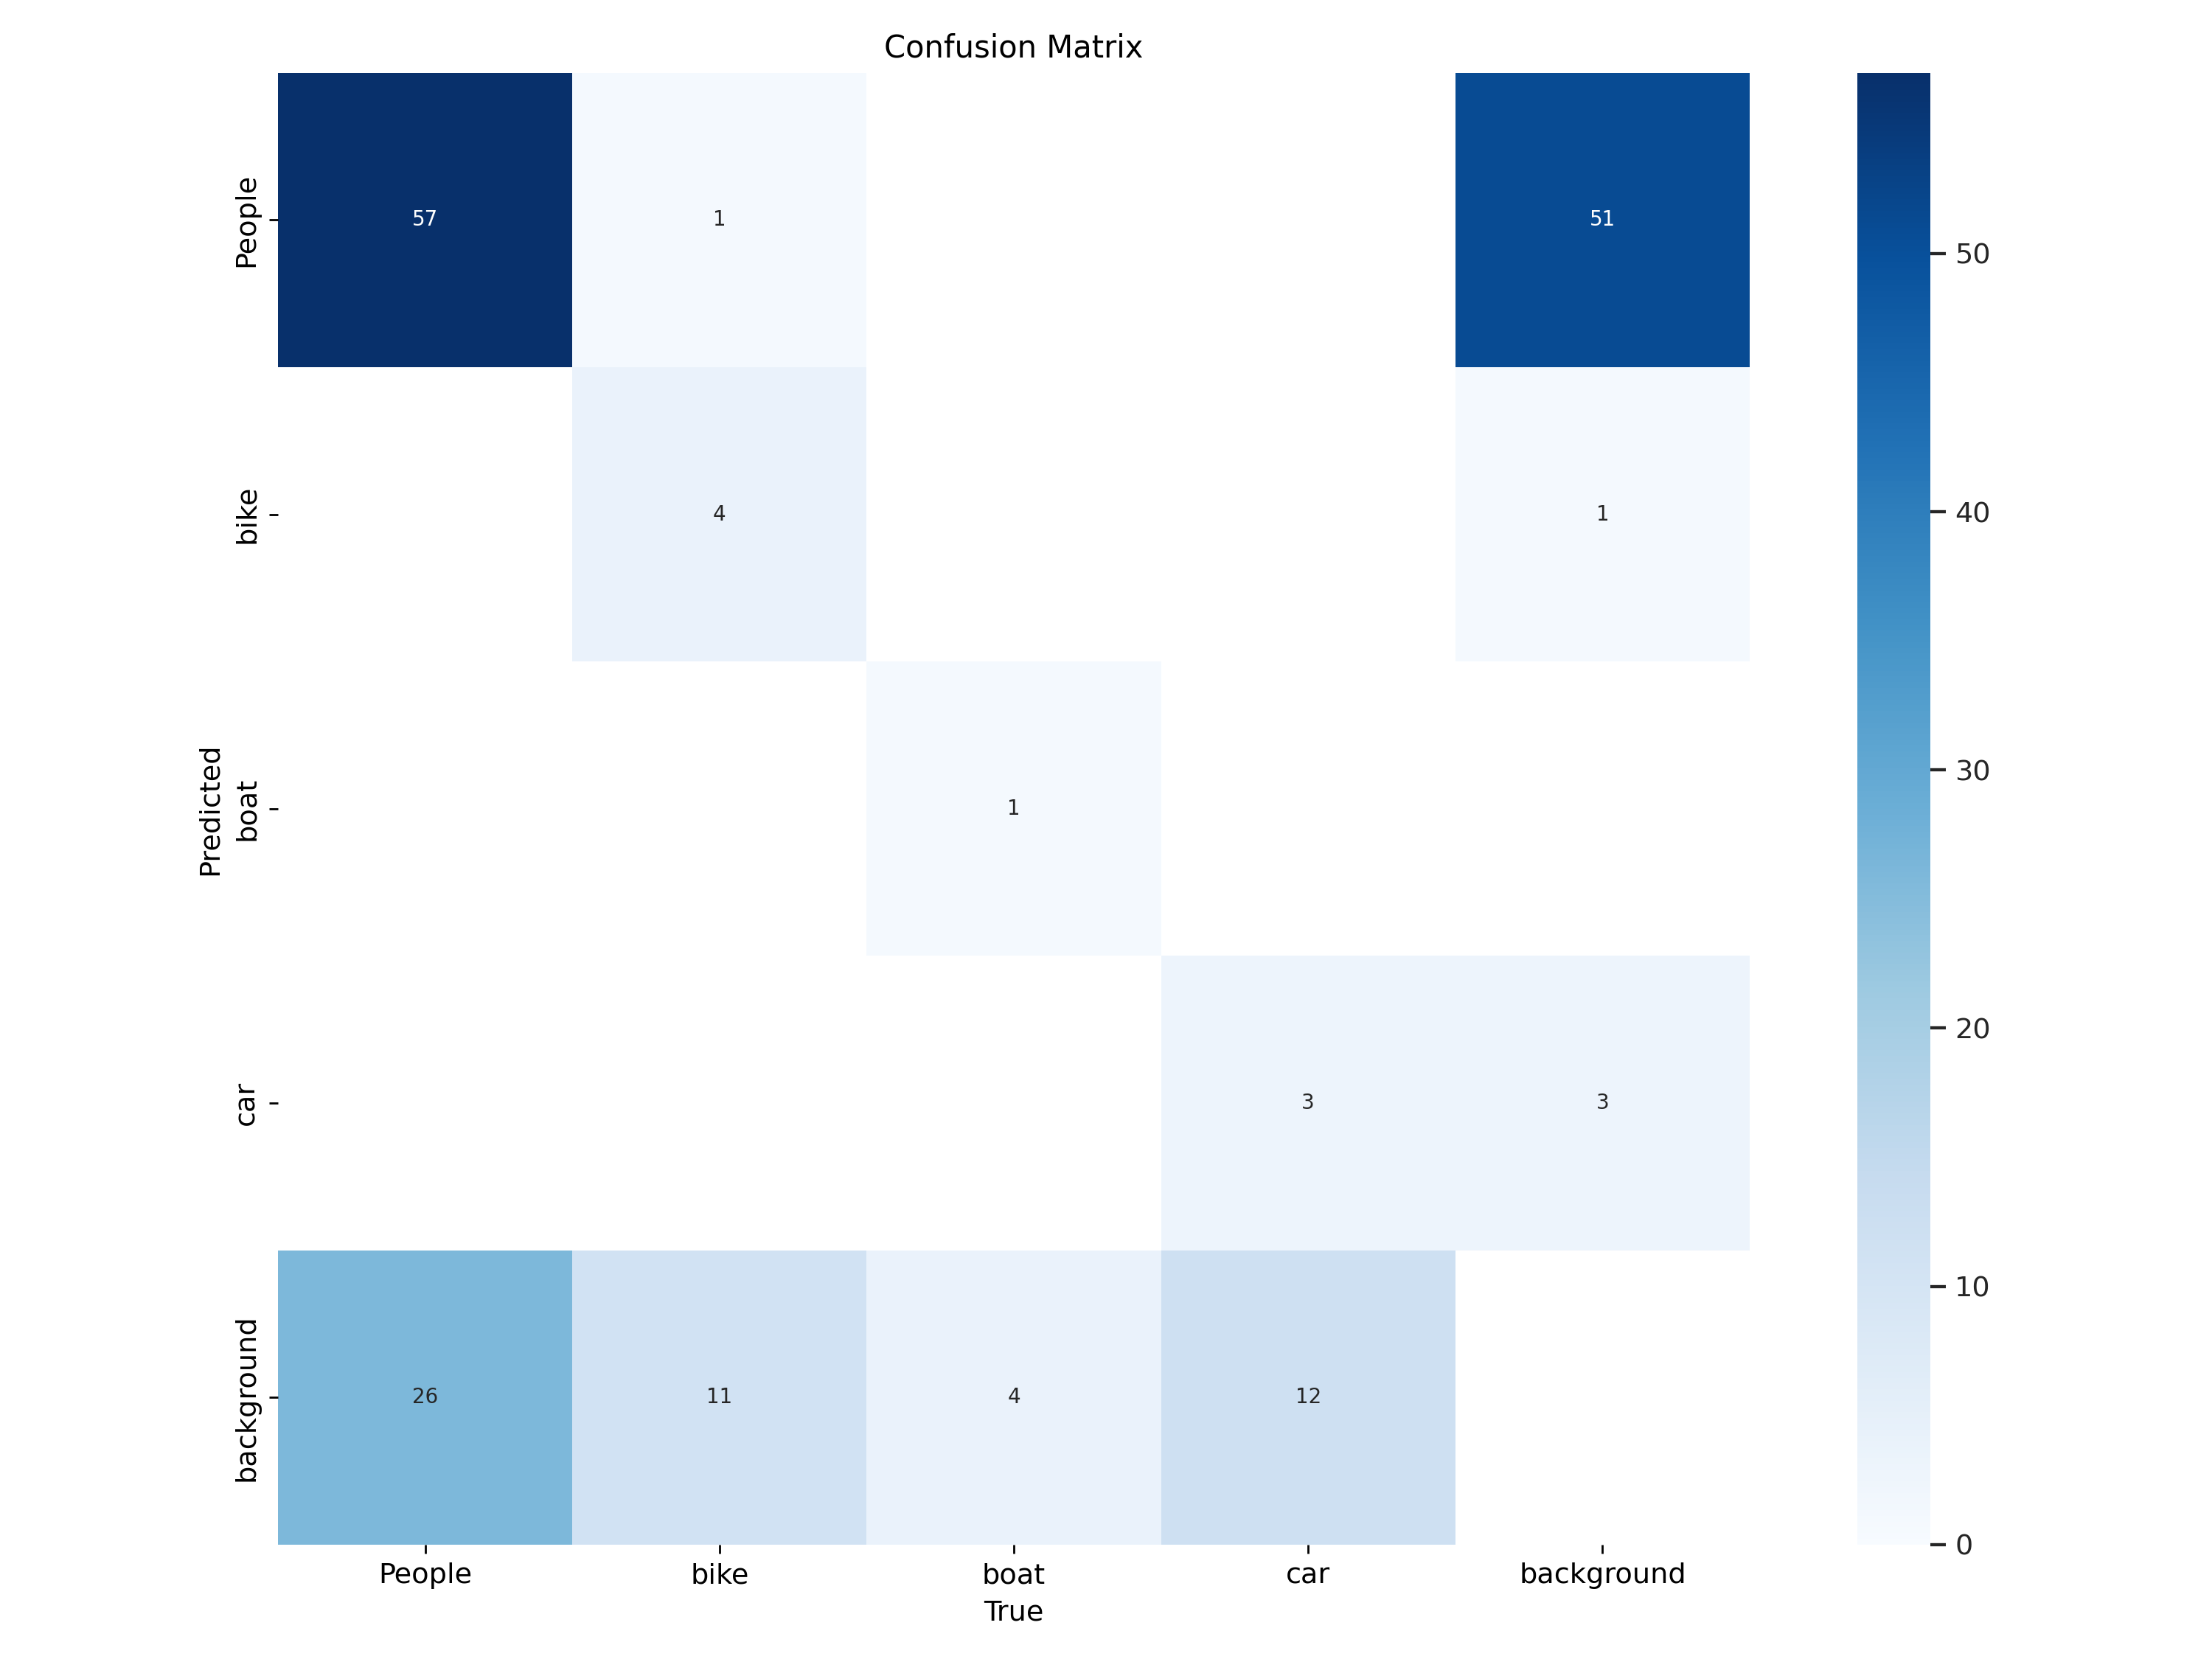 Confusion Matrix
People
57
1
51
50
bike
4
1
40
Predicted
boat
1
30
car
3
3
20
background
26
11
4
12
10
0
People
bike
boat
car
background
True